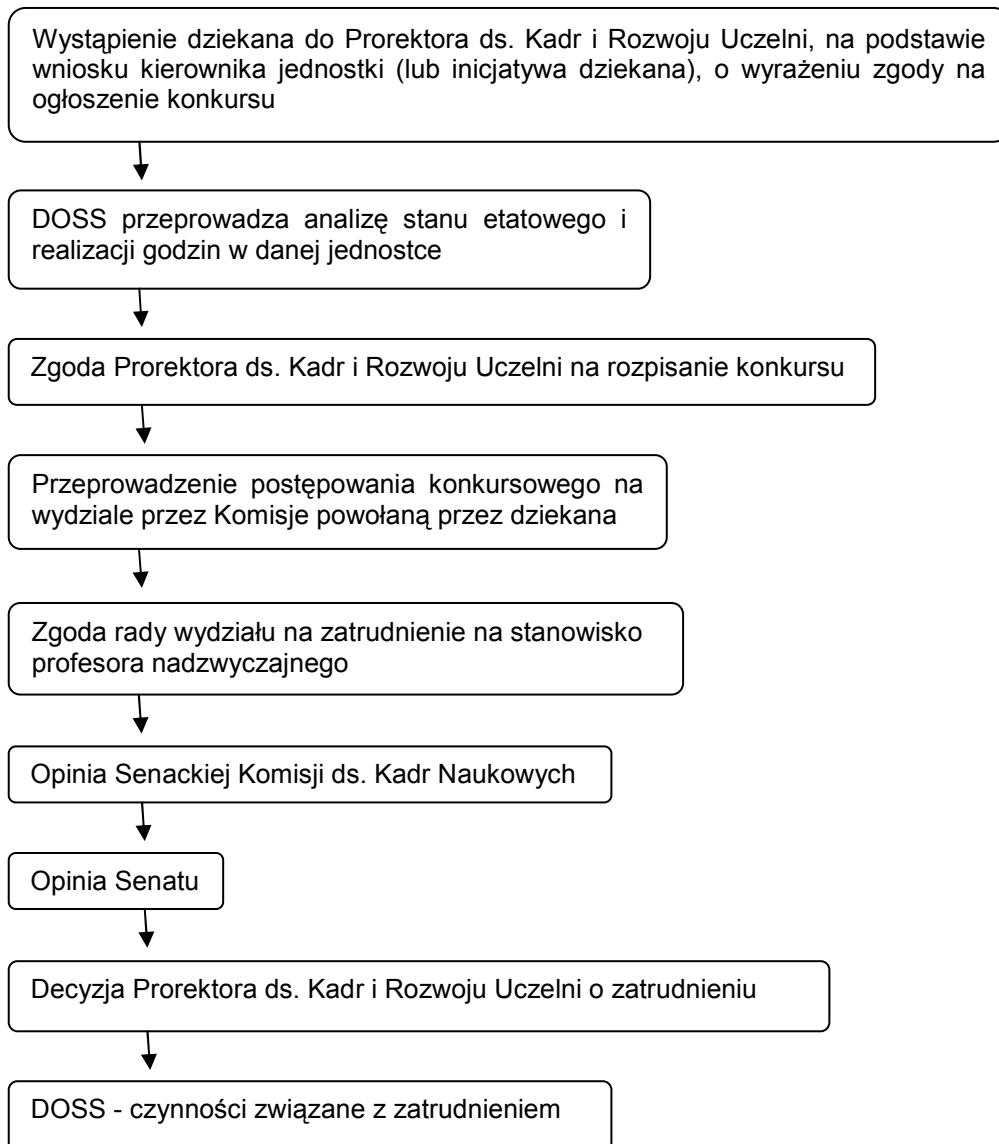 Wystąpienie dziekana do Prorektora ds. Kadr i Rozwoju Uczelni, na podstawie
wniosku kierownika jednostki (lub inicjatywa dziekana), o wyrażeniu zgody na
ogłoszenie konkursu
DOSS przeprowadza analizę stanu etatowego i
realizacji godzin w danej jednostce
Zgoda Prorektora ds. Kadr i Rozwoju Uczelni na rozpisanie konkursu
Przeprowadzenie postępowania konkursowego na
wydziale przez Komisje powołaną przez dziekana
Zgoda rady wydziału na zatrudnienie na stanowisko
profesora nadzwyczajnego
Opinia Senackiej Komisji ds. Kadr Naukowych
Opinia Senatu
Decyzja Prorektora ds. Kadr i Rozwoju Uczelni o zatrudnieniu
DOSS - czynności związane z zatrudnieniem